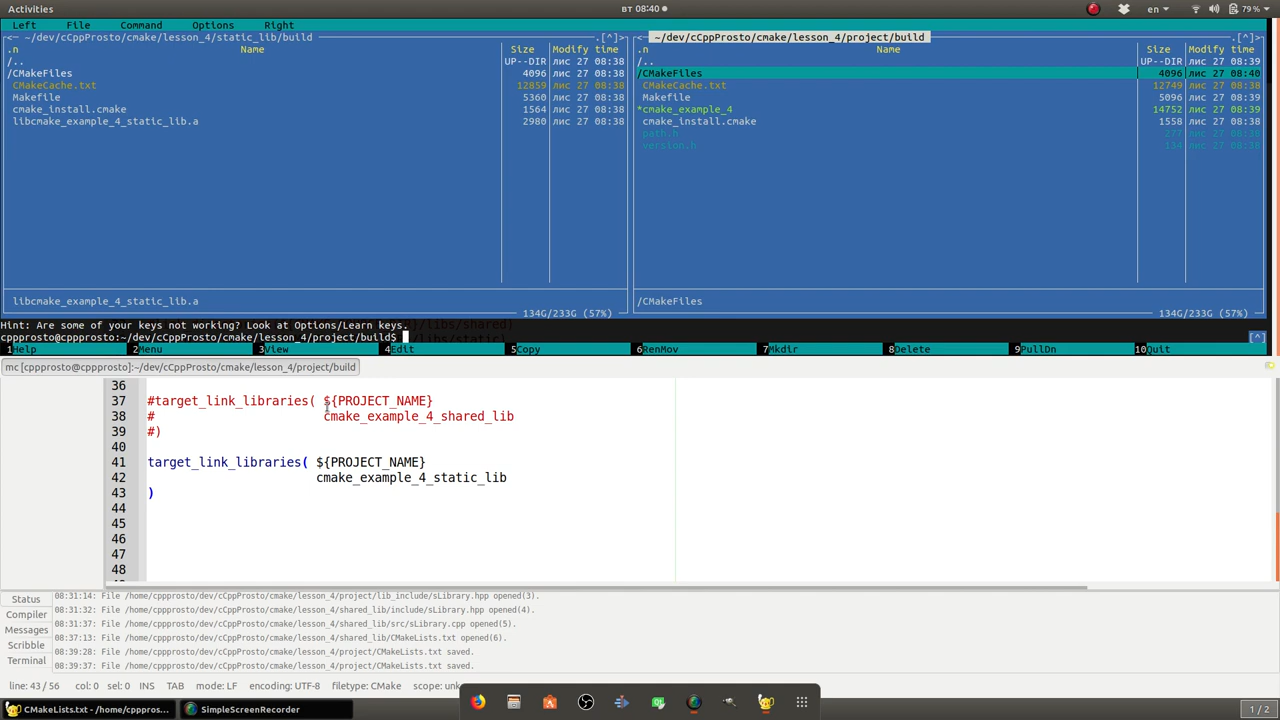 Activities
вт 08:40
en
79 %
Left File Command Options Right
<─ ~/dev/cCppProsto/cmake/lesson_4/static_lib/build .[^]>
.n Name Size Modify time
/.. UP--DIR лис 27 08:38
/CMakeFiles 4096 лис 27 08:38
CMakeCache.txt 12859 лис 27 08:38
Makefile 5360 лис 27 08:38
cmake_install.cmake 1564 лис 27 08:38
libcmake_example_4_static_lib.a 2980 лис 27 08:38
libcmake_example_4_static_lib.a
134G/233G (57%)
<─ ~/dev/cCppProsto/cmake/lesson_4/project/build .[^]>
.n Name Size Modify time
/.. UP--DIR лис 27 08:39
/CMakeFiles 4096 лис 27 08:40
CMakeCache.txt 12749 лис 27 08:38
Makefile 5096 лис 27 08:39
*cmake_example_4 14752 лис 27 08:39
cmake_install.cmake 1558 лис 27 08:38
path.h 277 лис 27 08:38
version.h 134 лис 27 08:38
/CMakeFiles
134G/233G (57%)
Hint: Are some of your keys not working? Look at Options/Learn keys.
cppprosto@cppprosto:~/dev/cCppProsto/cmake/lesson_4/project/build$ [^]
1Help 2Menu 3View 4Edit 5Copy 6RenMov 7Mkdir 8Delete 9PullDn 10Quit
mc [cppprosto@cppprosto]:~/dev/cCppProsto/cmake/lesson_4/project/build
36
37 #target_link_libraries( ${PROJECT_NAME}
38 # cmake_example_4_shared_lib
39 #)
40
41 target_link_libraries( ${PROJECT_NAME}
42 cmake_example_4_static_lib
43 )
44
45
46
47
48
Status
Compiler
Messages
Scribble
Terminal
08:31:14: File /home/cppprosto/dev/cCppProsto/cmake/lesson_4/project/lib_include/sLibrary.hpp opened(3).
08:31:32: File /home/cppprosto/dev/cCppProsto/cmake/lesson_4/shared_lib/include/sLibrary.hpp opened(4).
08:31:37: File /home/cppprosto/dev/cCppProsto/cmake/lesson_4/shared_lib/src/sLibrary.cpp opened(5).
08:37:13: File /home/cppprosto/dev/cCppProsto/cmake/lesson_4/shared_lib/CMakeLists.txt opened(6).
08:39:28: File /home/cppprosto/dev/cCppProsto/cmake/lesson_4/project/CMakeLists.txt saved.
08:39:37: File /home/cppprosto/dev/cCppProsto/cmake/lesson_4/project/CMakeLists.txt saved.
line: 43 / 56 col: 0 sel: 0 INS TAB mode: LF encoding: UTF-8 filetype: CMake scope: unk
CMakeLists.txt - /home/cpppros... SimpleScreenRecorder 1 / 2